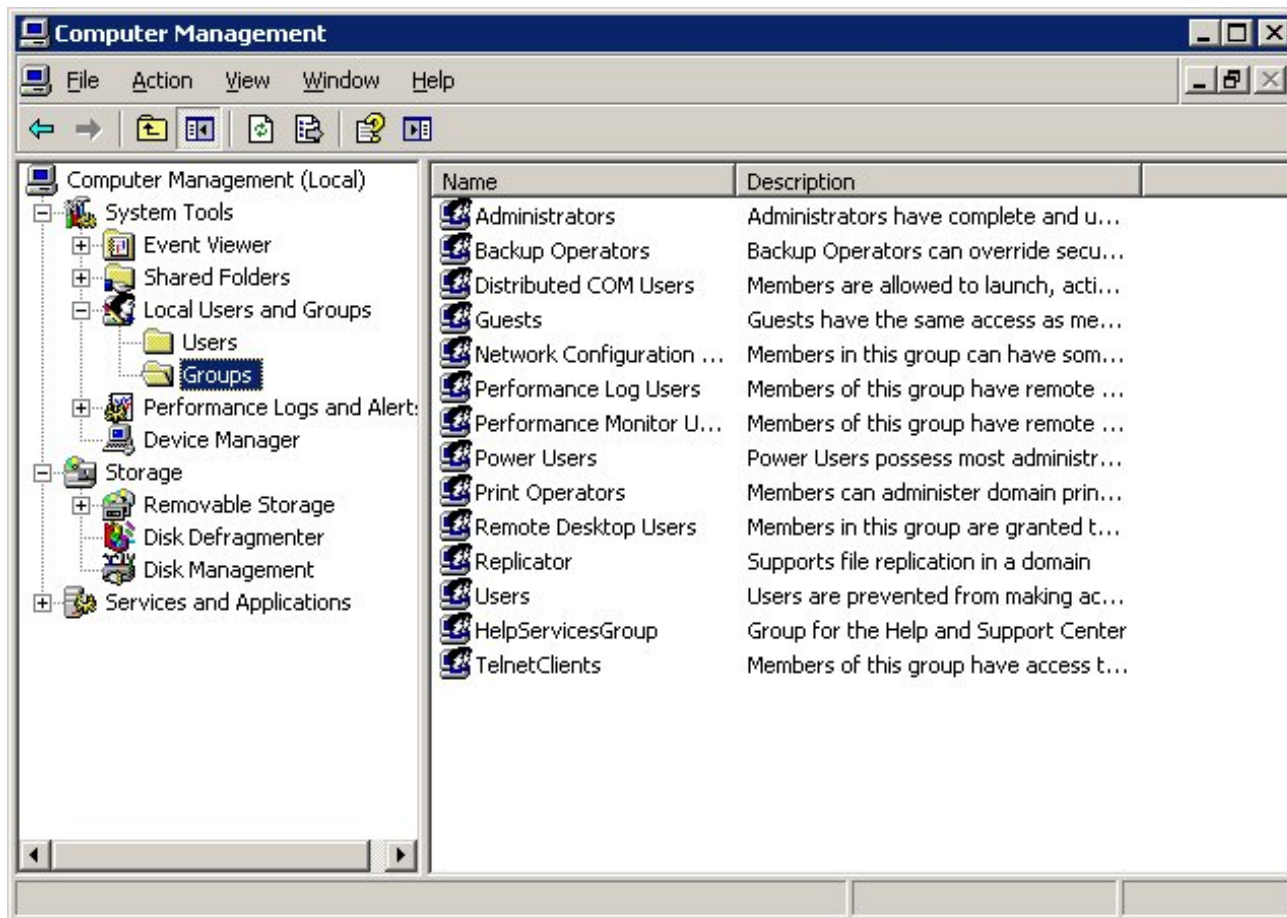 Computer Management
File Action View Window Help
Computer Management (Local)
System Tools
Event Viewer
Shared Folders
Local Users and Groups
Users
Groups
Performance Logs and Alert
Device Manager
Storage
Removable Storage
Disk Defragmenter
Disk Management
Services and Applications
Name Description
Administrators Administrators have complete and u...
Backup Operators Backup Operators can override secu...
Distributed COM Users Members are allowed to launch, acti...
Guests Guests have the same access as me...
Network Configuration ... Members in this group can have som...
Performance Log Users Members of this group have remote ...
Performance Monitor U... Members of this group have remote ...
Power Users Power Users possess most administr...
Print Operators Members can administer domain prin...
Remote Desktop Users Members in this group are granted t...
Replicator Supports file replication in a domain
Users Users are prevented from making ac...
HelpServicesGroup Group for the Help and Support Center
TelnetClients Members of this group have access t...